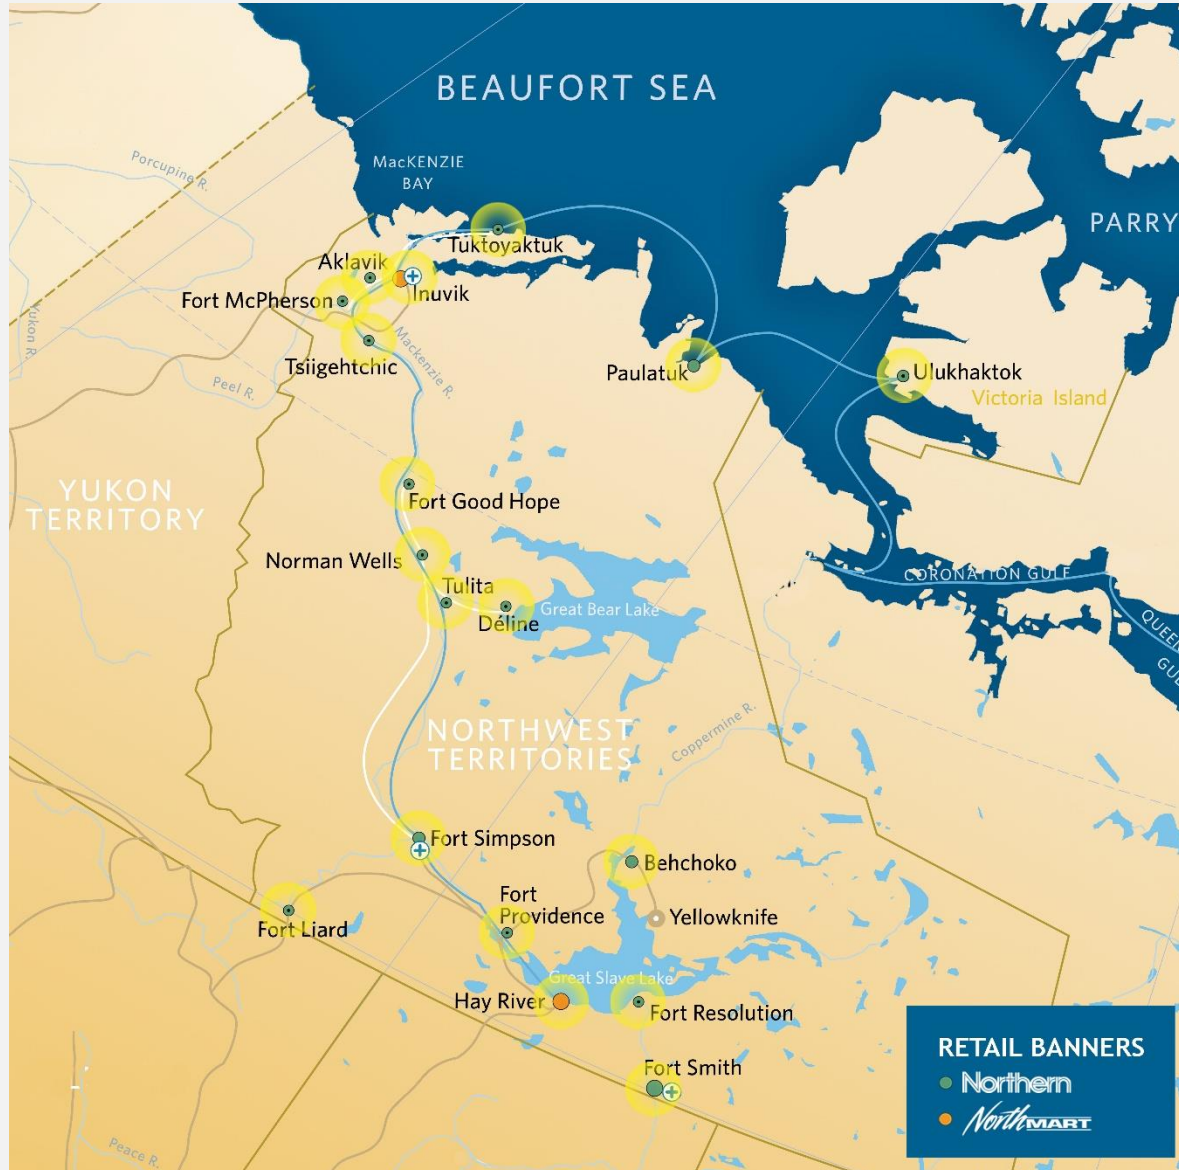 BEAUFORT SEA
MacKENZIE
BAY
Porcupine R.
PARRY
Tuktoyaktuk
Aklavik
Inuvik
Fort McPherson
Yukon R.
Mackenzie R.
Tsiigehtchic
Peel R.
Paulatuk
Ulukhaktok
Victoria Island
YUKON
TERRITORY
Fort Good Hope
Norman Wells
Tulita
Déline
Great Bear Lake
CORONATION GULF
QUEEN
GUL
NORTHWEST
TERRITORIES
Coppermine R.
Fort Simpson
Behchoko
Fort
Providence
Yellowknife
Fort Liard
Great Slave Lake
Hay River
Fort Resolution
Fort Smith
Peace R.
RETAIL BANNERS
Northern
NorthMART